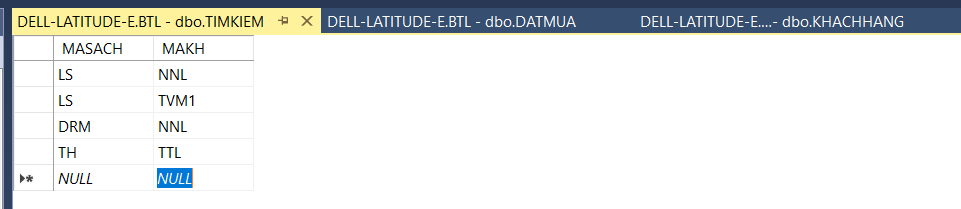 DELL-LATITUDE-E.BTL - dbo.TIMKIEM DELL-LATITUDE-E.BTL - dbo.DATMUA DELL-LATITUDE-E....- dbo.KHACHHANG
MASACH MAKH
LS NNL
LS TVM1
DRM NNL
TH TTL
NULL NULL